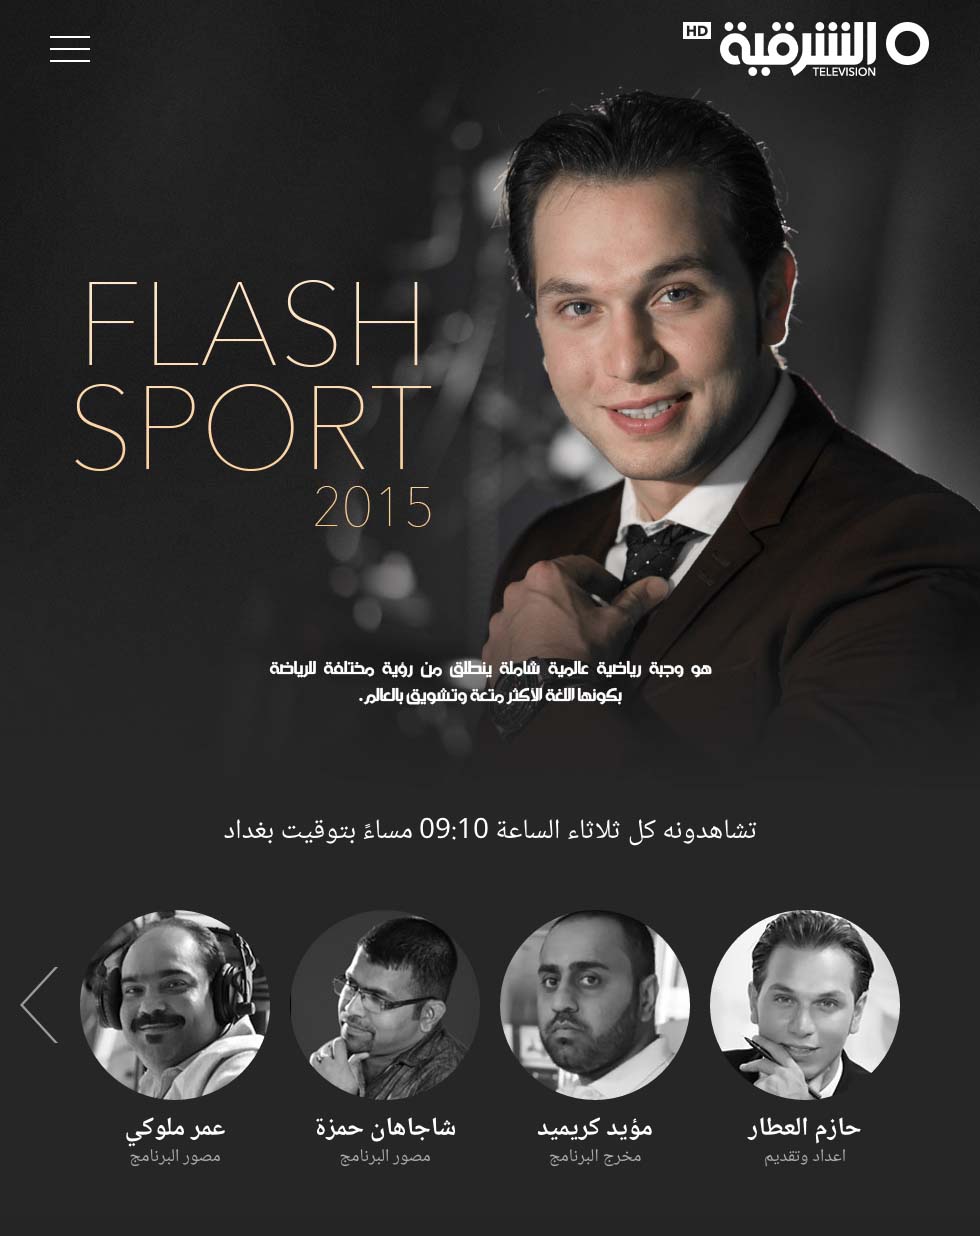 HD
الشرقية
TELEVISION
FLASH
SPORT
2015
هو وجبة رياضية عالمية شاملة ينطلق من رؤية مختلفة للرياضة
بكونها اللغة الاكثر متعة وتشويق بالعالم.
تشاهدونه كل ثلاثاء الساعة 09:10 مساءً بتوقيت بغداد
حازم العطار
اعداد وتقديم
مؤيد كريميد
مخرج البرنامج
شاجاهان حمزة
مصور البرنامج
عمر ملوكي
مصور البرنامج